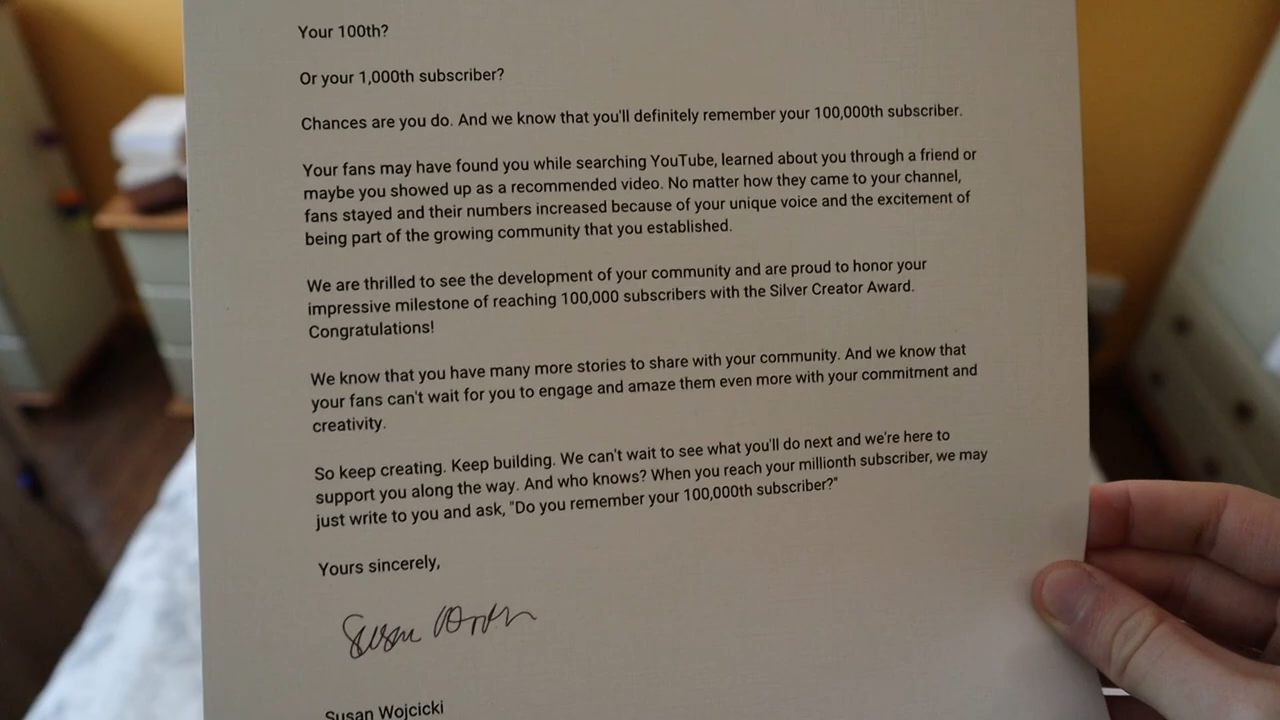 Your 100th?
Or your 1,000th subscriber?
Chances are you do. And we know that you'll definitely remember your 100,000th subscriber.
Your fans may have found you while searching YouTube, learned about you through a friend or
maybe you showed up as a recommended video. No matter how they came to your channel,
fans stayed and their numbers increased because of your unique voice and the excitement of
being part of the growing community that you established.
We are thrilled to see the development of your community and are proud to honor your
impressive milestone of reaching 100,000 subscribers with the Silver Creator Award.
Congratulations!
We know that you have many more stories to share with your community. And we know that
your fans can't wait for you to engage and amaze them even more with your commitment and
creativity.
So keep creating. Keep building. We can't wait to see what you'll do next and we're here to
support you along the way. And who knows? When you reach your millionth subscriber, we may
just write to you and ask, "Do you remember your 100,000th subscriber?"
Yours sincerely,
Susan
Susan Wojcicki